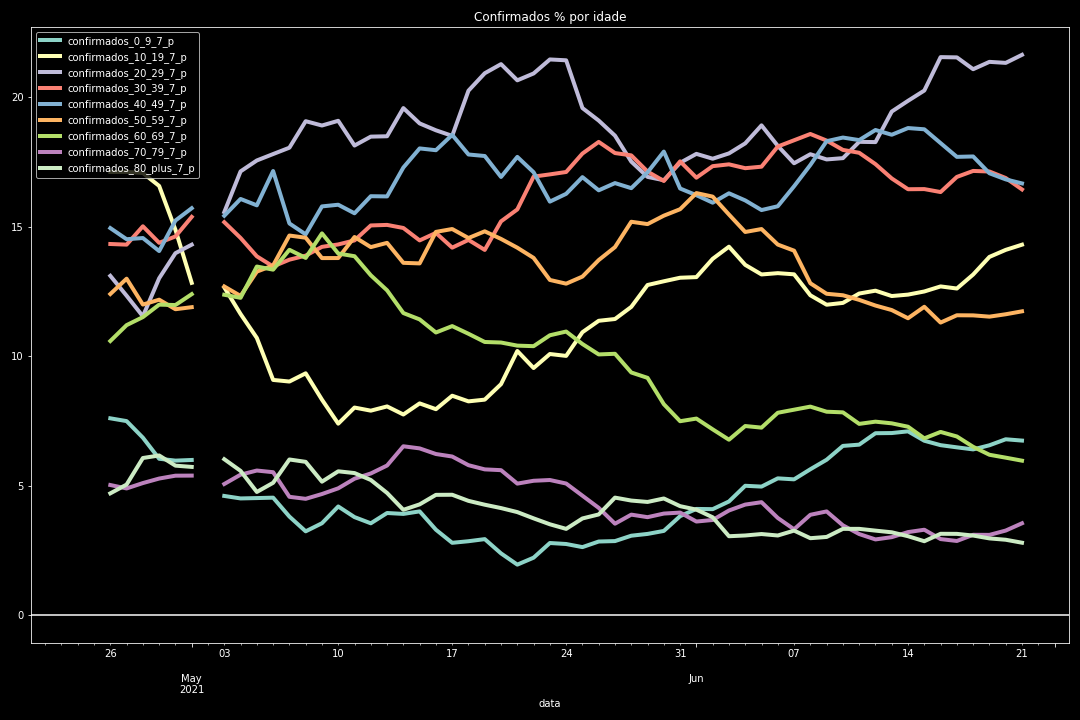 Confirmados % por idade
confirmados_0_9_7_p
confirmados_10_19_7_p
confirmados_20_29_7_p
confirmados_30_39_7_p
confirmados_40_49_7_p
confirmados_50_59_7_p
confirmados_60_69_7_p
confirmados_70_79_7_p
confirmados_80_plus_7_p
20
15
10
5
0
26 03 10 17 24 31 07 14 21
May Jun
2021
data